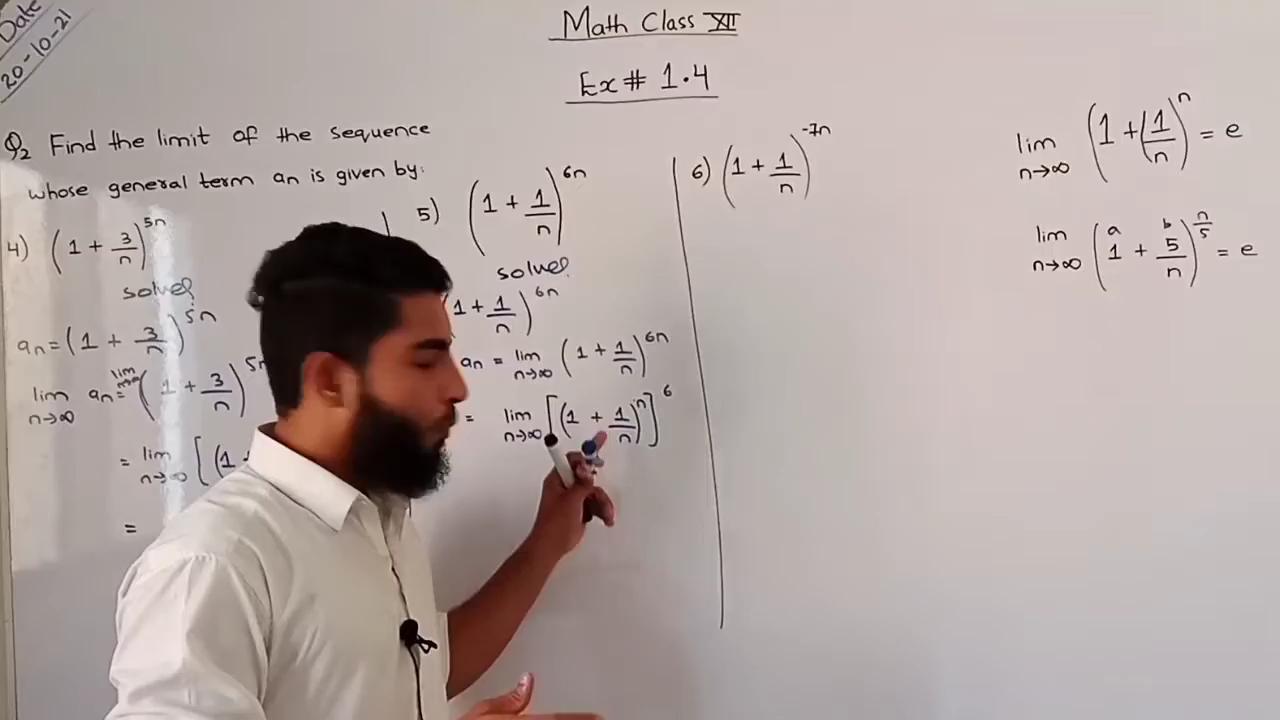 Date
20-10-21
Math Class XII
Ex# 1.4
Q2 Find the limit of the sequence
whose general term an is given by:
4) (1 + 3/n)^5n
solve
an = (1 + 3/n)^5n
lim n→∞ an = lim n→∞ (1 + 3/n)^5n
= lim n→∞ [(1 +
=
5) (1 + 1/n)^6n
solve
(1 + 1/n)^6n
an = lim n→∞ (1 + 1/n)^6n
= lim n→∞ [(1 + 1/n)^n]^6
6) (1 + 1/n)^-7n
lim n→∞ (1 + 1/n)^n = e
a b
lim n→∞ (1 + 5/n)^n/5 = e